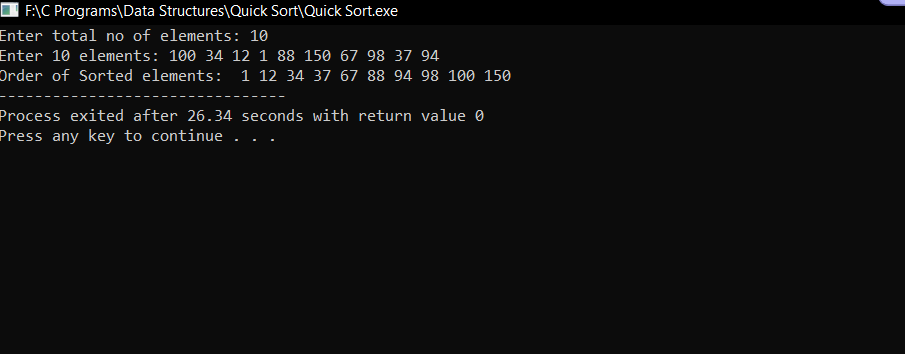 F:\C Programs\Data Structures\Quick Sort\Quick Sort.exe
Enter total no of elements: 10
Enter 10 elements: 100 34 12 1 88 150 67 98 37 94
Order of Sorted elements:  1 12 34 37 67 88 94 98 100 150
--------------------------------
Process exited after 26.34 seconds with return value 0
Press any key to continue . . .